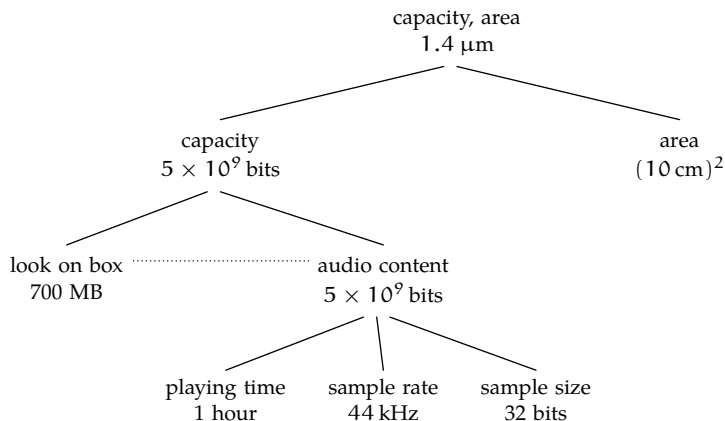 capacity, area
1.4 µm
capacity
5 × 10⁹ bits
area
(10 cm)²
look on box
700 MB
audio content
5 × 10⁹ bits
playing time
1 hour
sample rate
44 kHz
sample size
32 bits